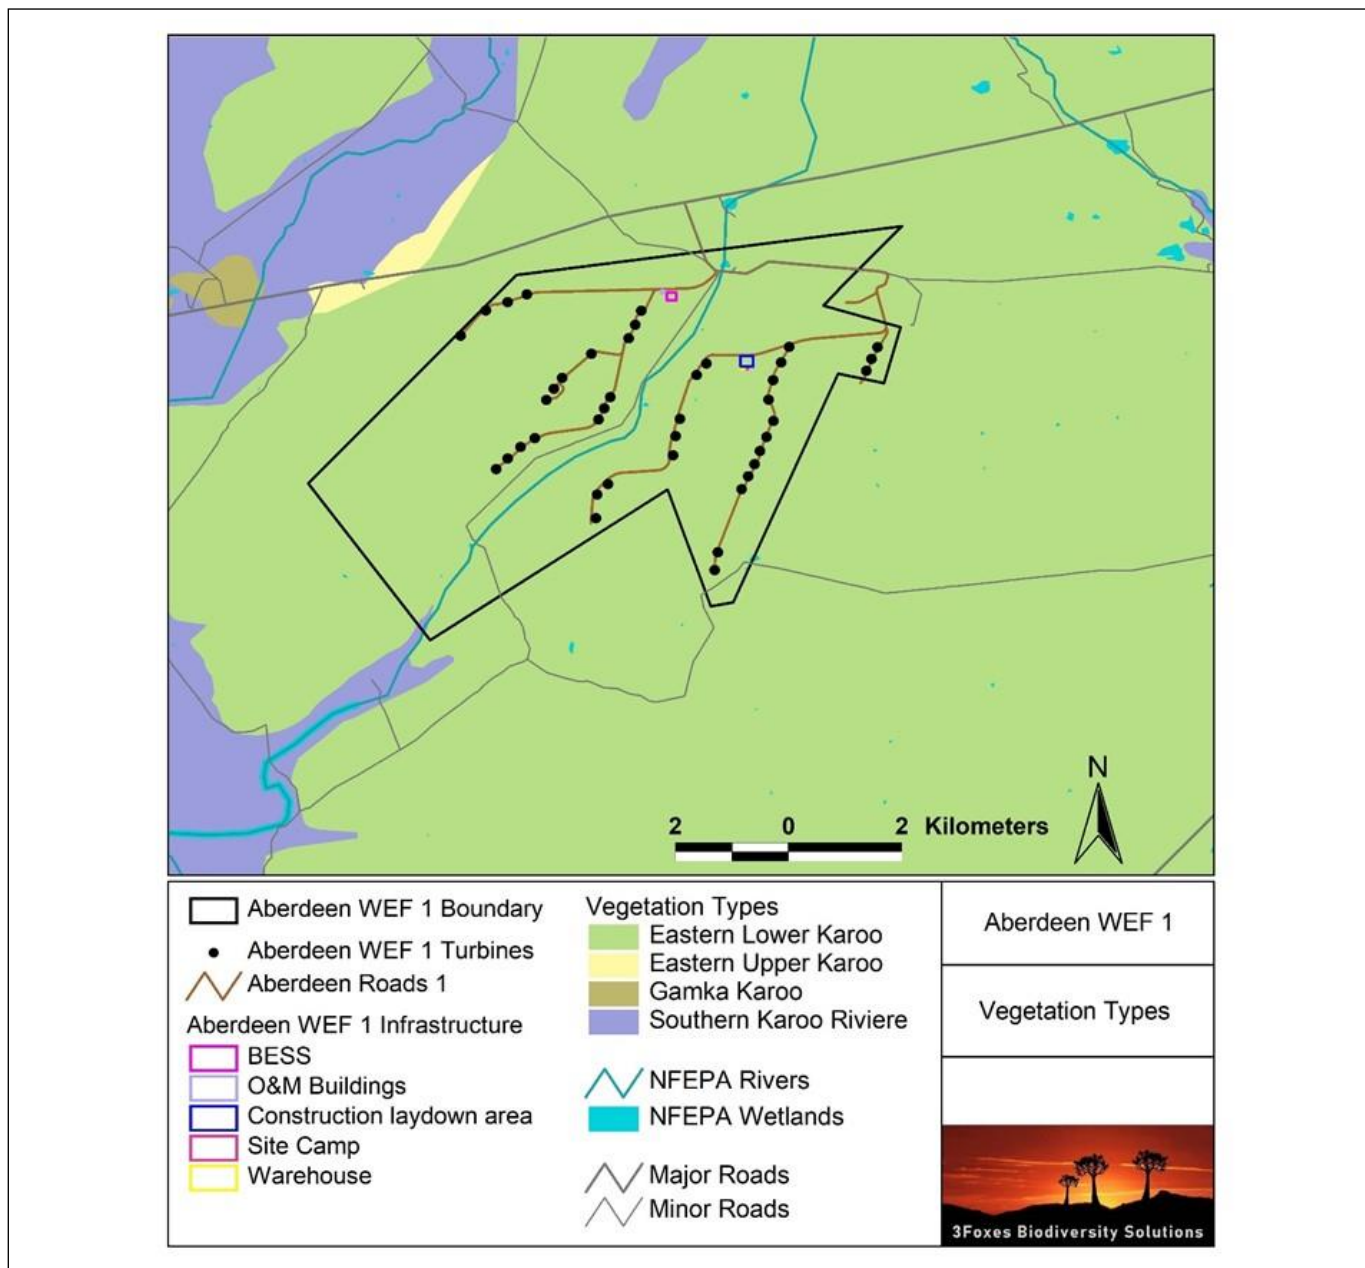 N
2 0 2 Kilometers
Aberdeen WEF 1 Boundary
Aberdeen WEF 1 Turbines
Aberdeen Roads 1
Aberdeen WEF 1 Infrastructure
BESS
O&M Buildings
Construction laydown area
Site Camp
Warehouse
Vegetation Types
Eastern Lower Karoo
Eastern Upper Karoo
Gamka Karoo
Southern Karoo Riviere
NFEPA Rivers
NFEPA Wetlands
Major Roads
Minor Roads
Aberdeen WEF 1
Vegetation Types
3Foxes Biodiversity Solutions